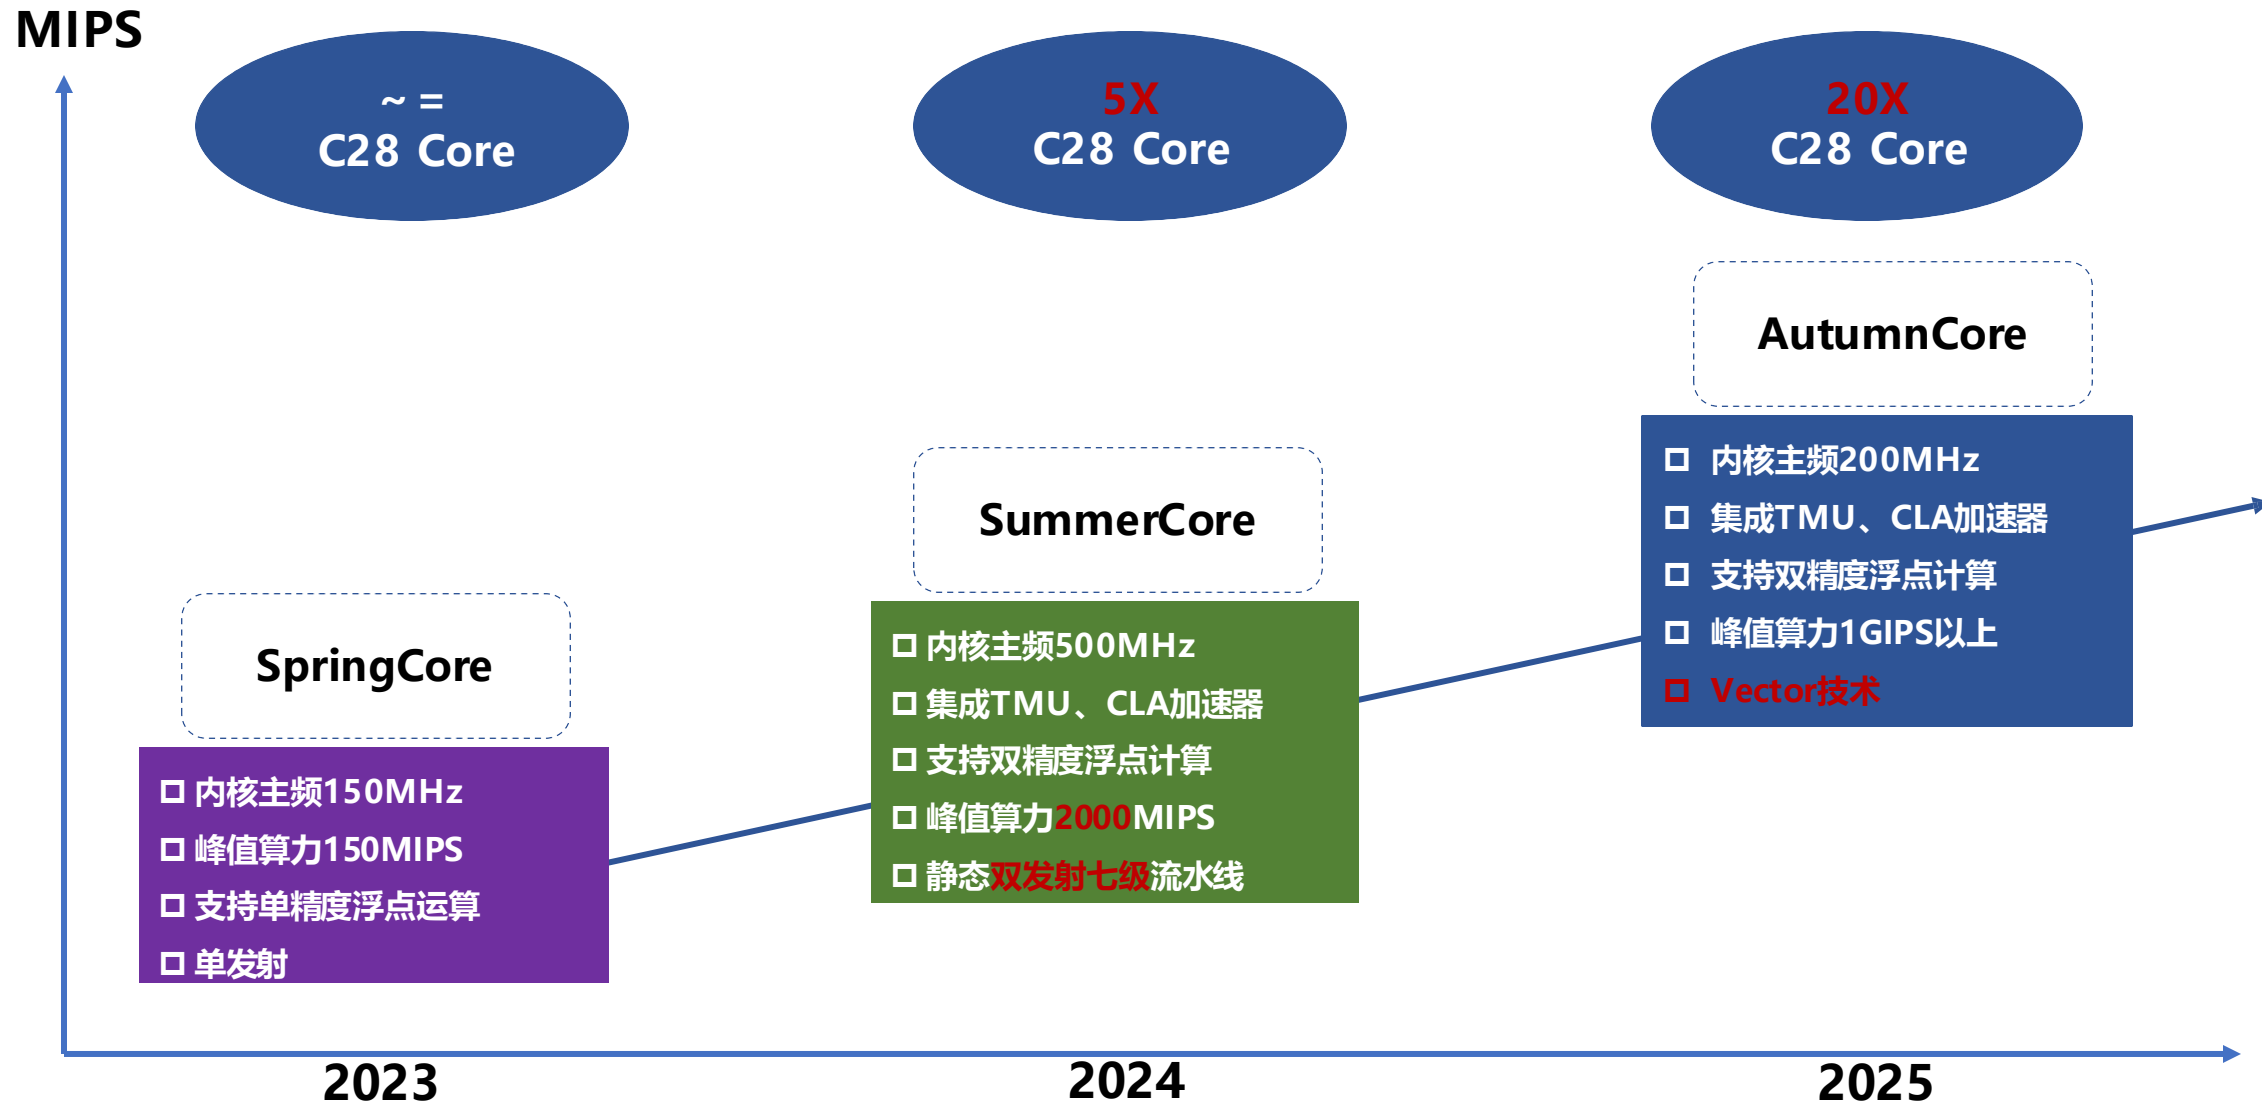 MIPS
~ =
C28 Core
5X
C28 Core
20X
C28 Core
AutumnCore
内核主频200MHz
集成TMU、CLA加速器
支持双精度浮点计算
峰值算力1GIPS以上
Vector技术
SummerCore
内核主频500MHz
集成TMU、CLA加速器
支持双精度浮点计算
峰值算力2000MIPS
静态双发射七级流水线
SpringCore
内核主频150MHz
峰值算力150MIPS
支持单精度浮点运算
单发射
2023
2024
2025